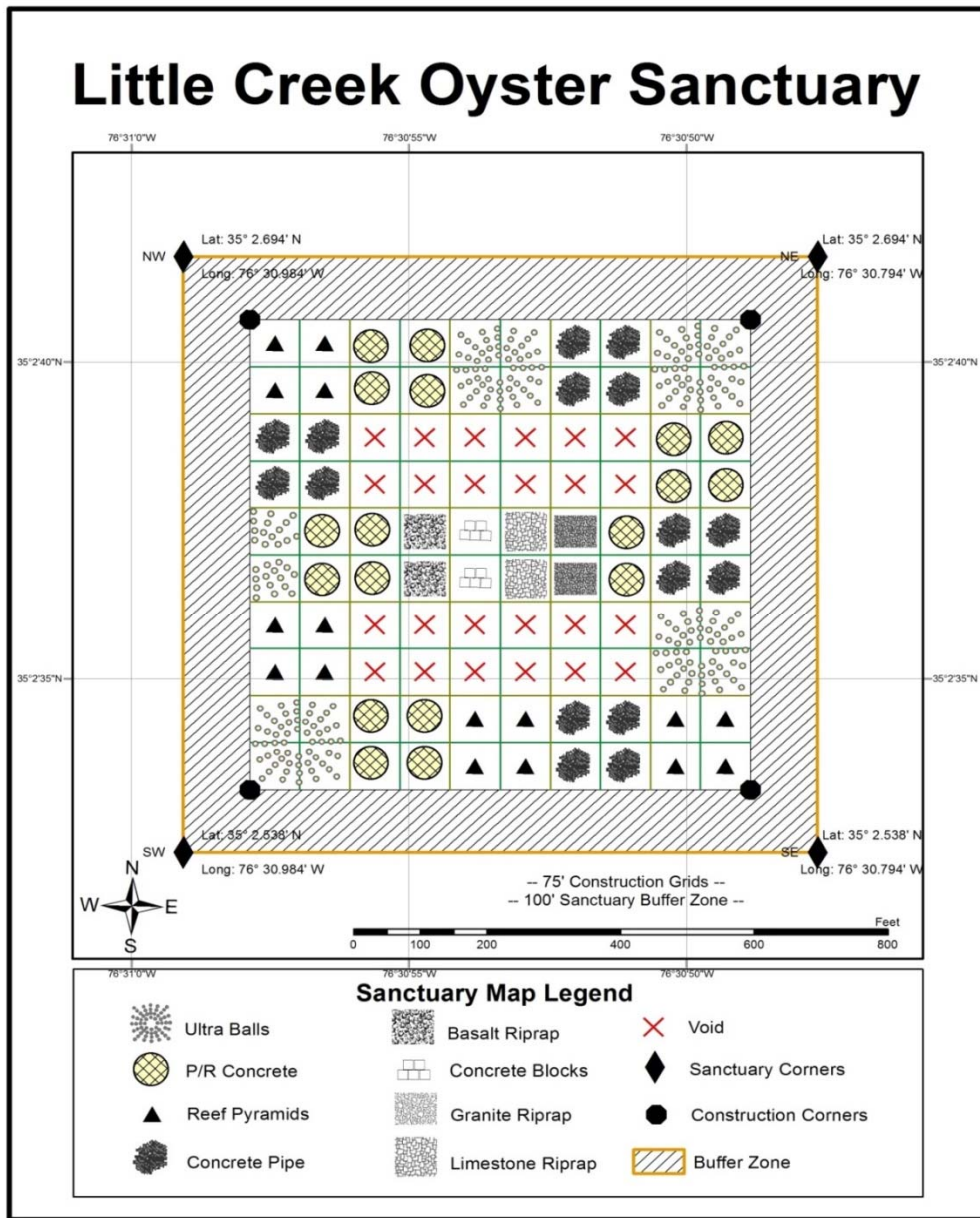 Little Creek Oyster Sanctuary
76°31'0"W
76°30'55"W
76°30'50"W
Lat: 35° 2.694' N
Lat: 35° 2.694' N
NW
NE
Long: 76° 30.984' W
Long: 76° 30.794' W
35°2'40"N
35°2'40"N
35°2'35"N
35°2'35"N
Lat: 35° 2.538' N
Lat: 35° 2.538' N
SW
SE
Long: 76° 30.984' W
Long: 76° 30.794' W
N
W
E
S
-- 75' Construction Grids --
-- 100' Sanctuary Buffer Zone --
Feet
0 100 200 400 600 800
76°31'0"W
76°30'55"W
76°30'50"W
Sanctuary Map Legend
Ultra Balls
Basalt Riprap
Void
P/R Concrete
Concrete Blocks
Sanctuary Corners
Reef Pyramids
Granite Riprap
Construction Corners
Concrete Pipe
Limestone Riprap
Buffer Zone